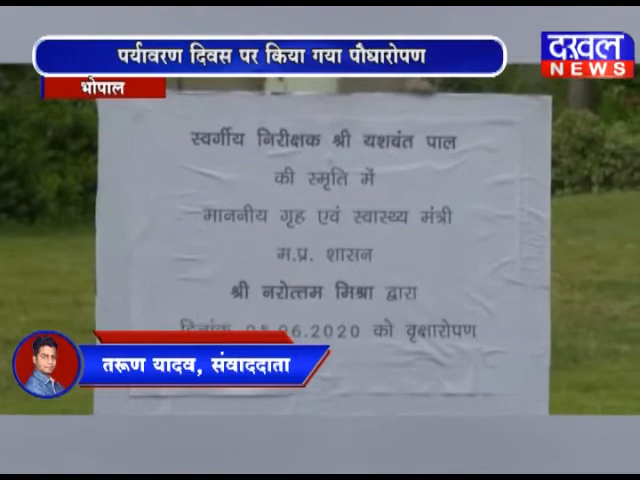 पर्यावरण दिवस पर किया गया पौधारोपण
दखल
NEWS
भोपाल
स्वर्गीय निरीक्षक श्री यशवंत पाल
की स्मृति में
माननीय गृह एवं स्वास्थ्य मंत्री
म.प्र. शासन
श्री नरोत्तम मिश्रा द्वारा
दिनांक 05.06.2020 को वृक्षारोपण
तरूण यादव, संवाददाता